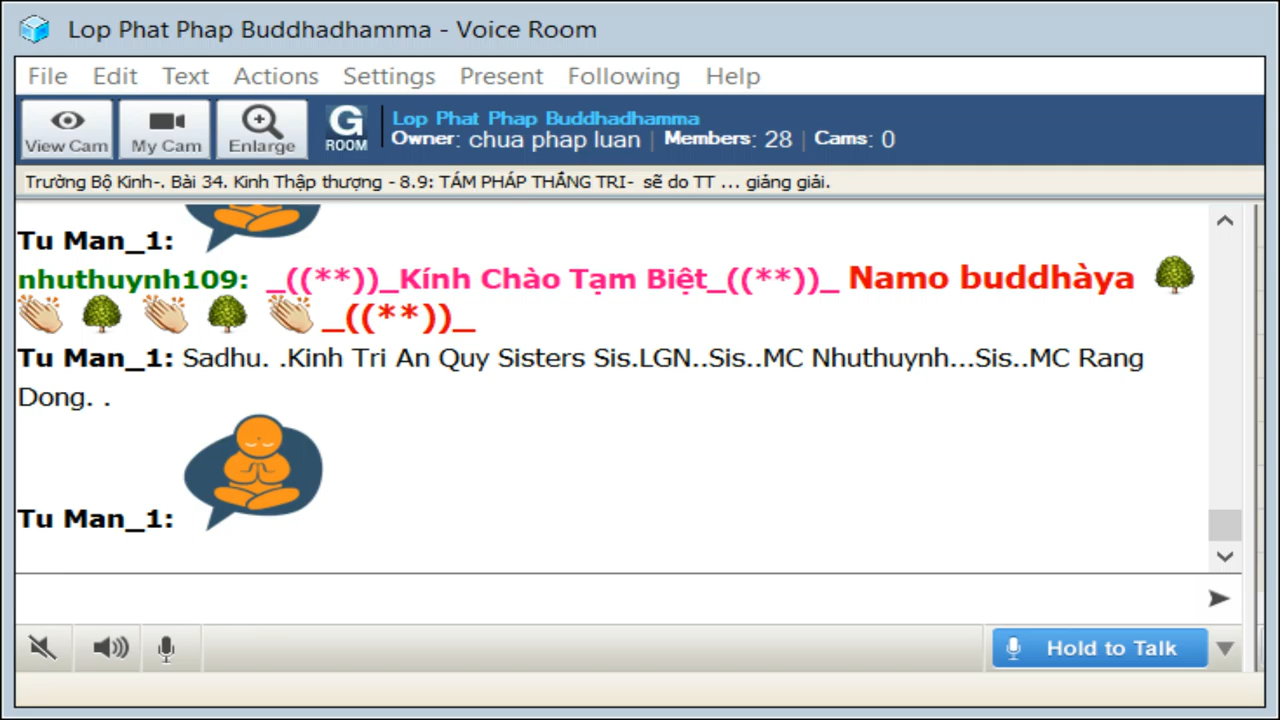 Lop Phat Phap Buddhadhamma - Voice Room
File Edit Text Actions Settings Present Following Help
View Cam My Cam Enlarge G ROOM
Lop Phat Phap Buddhadhamma
Owner: chua phap luan | Members: 28 | Cams: 0
Trường Bộ Kinh-. Bài 34. Kinh Thập thượng - 8.9: TÁM PHÁP THẮNG TRI- sẽ do TT ... giảng giải.
Tu Man_1:
nhuthuynh109: _((**))_Kính Chào Tạm Biệt_((**))_ Namo buddhàya
_((**))_
Tu Man_1: Sadhu. .Kinh Tri An Quy Sisters Sis.LGN..Sis..MC Nhuthuynh...Sis..MC Rang
Dong. .
Tu Man_1:
Hold to Talk